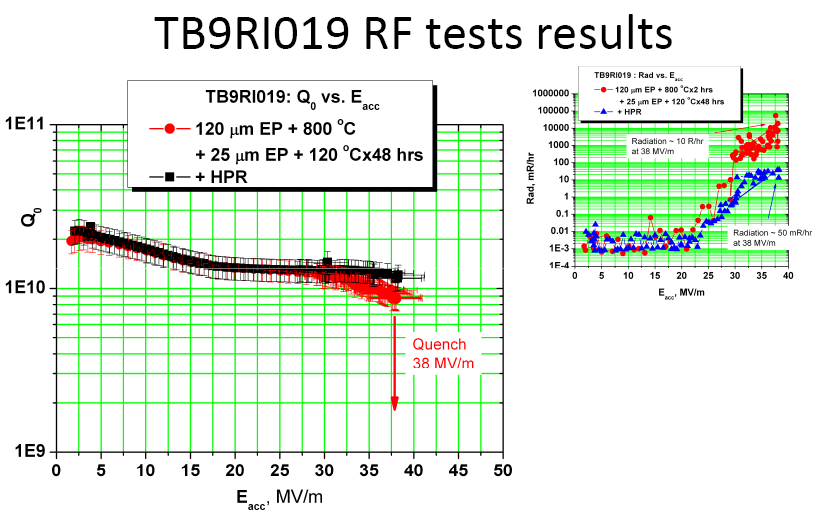 TB9RI019 RF tests results
TB9RI019: Q0 vs. Eacc
120 μm EP + 800 °C
+ 25 μm EP + 120 °Cx48 hrs
+ HPR
1E11
1E10
1E9
Q0
0 5 10 15 20 25 30 35 40 45 50
Eacc, MV/m
Quench
38 MV/m
TB9RI019 : Rad vs. Eacc
120 μm EP + 800 °Cx2 hrs
+ 25 μm EP + 120 °Cx48 hrs
+ HPR
1000000
100000
10000
1000
100
10
1
0.1
0.01
1E-3
1E-4
Rad, mR/hr
Radiation ~ 10 R/hr
at 38 MV/m
Radiation ~ 50 mR/hr
at 38 MV/m
0 5 10 15 20 25 30 35 40
Eacc, MV/m